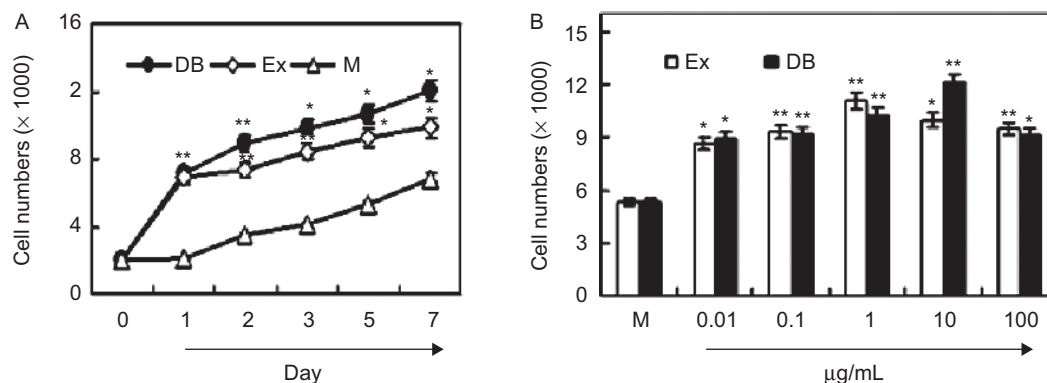 A
Cell numbers (× 1000)
16
2
8
4
0
DB Ex M
**
**
**
*
**
*
*
*
*
0 1 2 3 5 7
Day
B
Cell numbers (× 1000)
15
12
9
6
3
0
Ex DB
* * ** ** ** ** * ** ** *
M 0.01 0.1 1 10 100
µg/mL